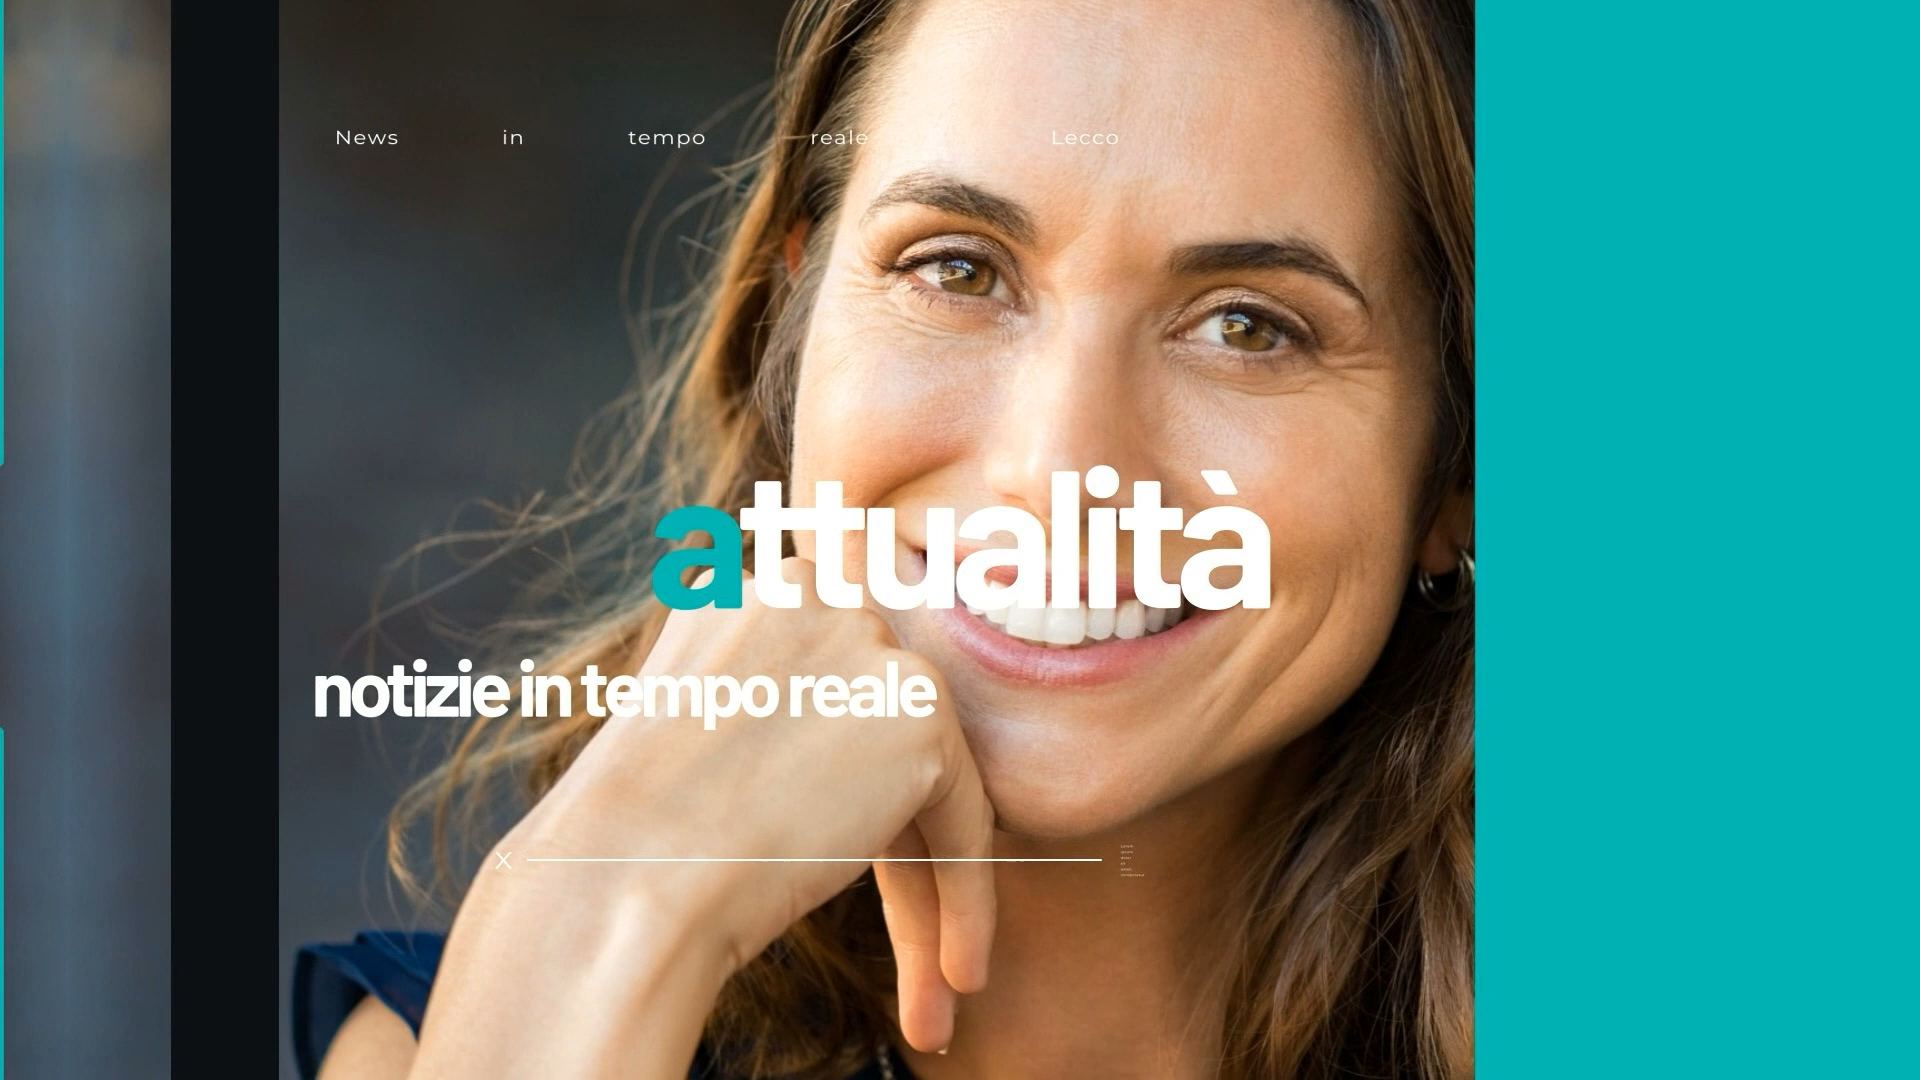 News in tempo reale Lecco
attualità
notizie in tempo reale
X